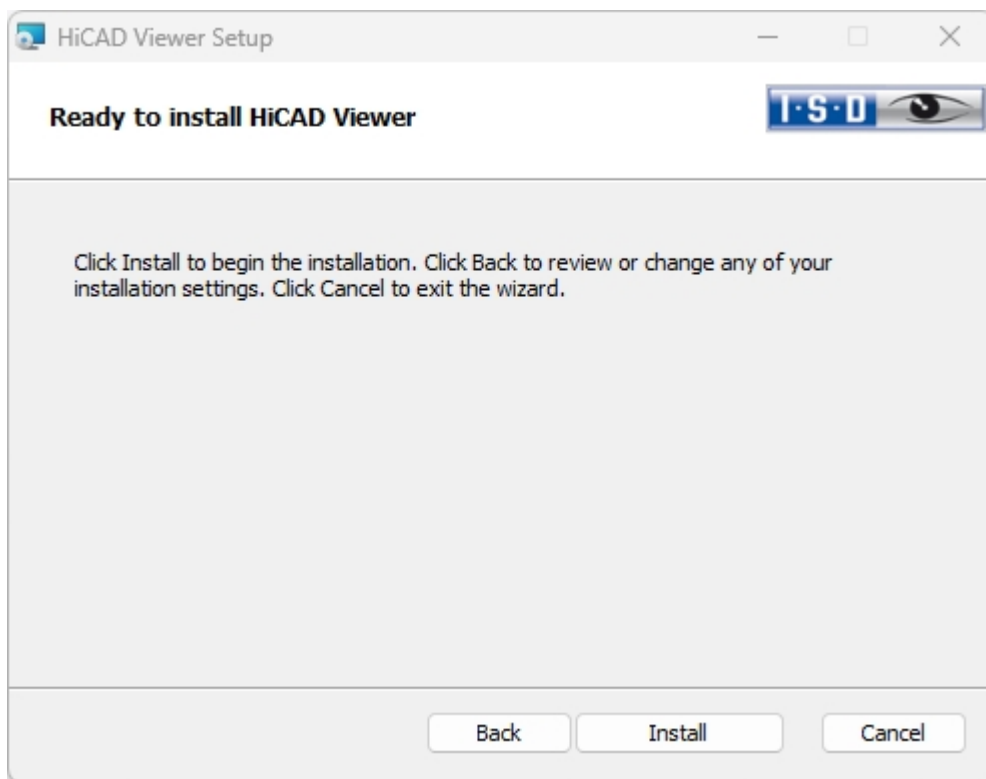 HiCAD Viewer Setup
Ready to install HiCAD Viewer
I·S·D
Click Install to begin the installation. Click Back to review or change any of your
installation settings. Click Cancel to exit the wizard.
Back
Install
Cancel